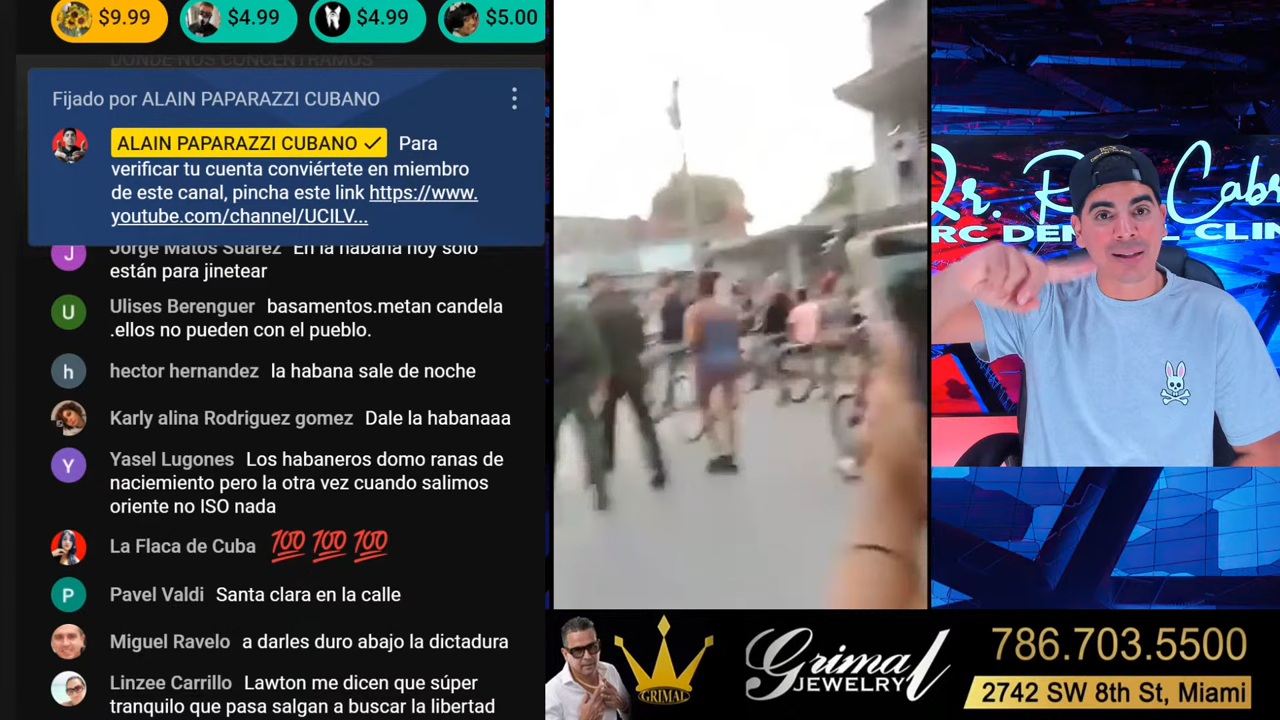 $9.99
$4.99
$4.99
$5.00
DONDE NOS CONCENTRAMOS
Fijado por ALAIN PAPARAZZI CUBANO
ALAIN PAPARAZZI CUBANO Para
verificar tu cuenta conviértete en miembro
de este canal, pincha este link https://www.
youtube.com/channel/UCILV...
Jorge Matos Suarez En la habana hoy solo
están para jinetear
Ulises Berenguer basamentos.metan candela
.ellos no pueden con el pueblo.
hector hernandez la habana sale de noche
Karly alina Rodriguez gomez Dale la habanaaa
Yasel Lugones Los habaneros domo ranas de
naciemiento pero la otra vez cuando salimos
oriente no ISO nada
La Flaca de Cuba 100 100 100
Pavel Valdi Santa clara en la calle
Miguel Ravelo a darles duro abajo la dictadura
Linzee Carrillo Lawton me dicen que súper
tranquilo que pasa salgan a buscar la libertad
J
U
h
Y
P
GRIMAL
Grimal
JEWELRY
786.703.5500
2742 SW 8th St, Miami